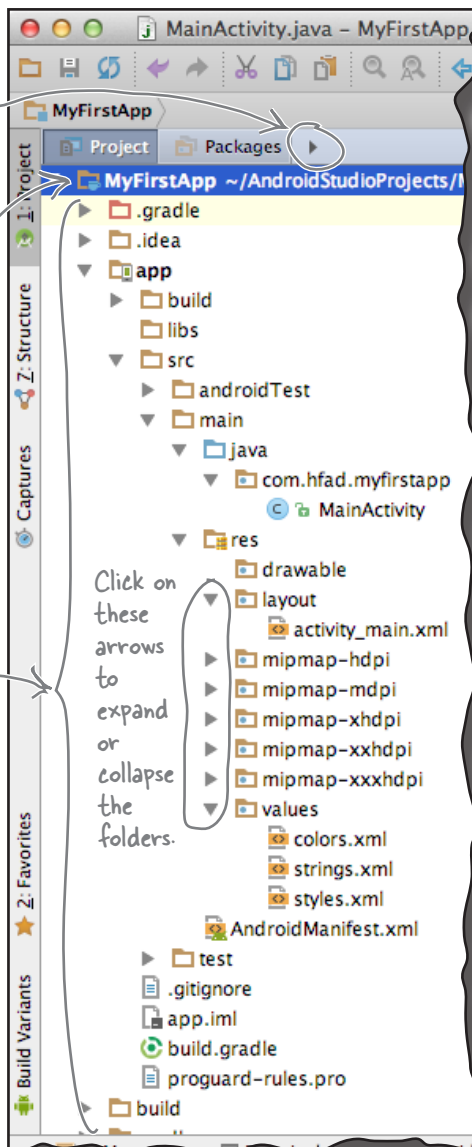 MainActivity.java – MyFirstApp
MyFirstApp
Project Packages
1: Project
MyFirstApp ~/AndroidStudioProjects/
.gradle
.idea
app
build
libs
src
androidTest
main
java
com.hfad.myfirstapp
MainActivity
res
drawable
layout
activity_main.xml
mipmap-hdpi
mipmap-mdpi
mipmap-xhdpi
mipmap-xxhdpi
mipmap-xxxhdpi
values
colors.xml
strings.xml
styles.xml
AndroidManifest.xml
test
.gitignore
app.iml
build.gradle
proguard-rules.pro
build
Click on
these
arrows
to
expand
or
collapse
the
folders.
Z: Structure
Captures
2: Favorites
Build Variants